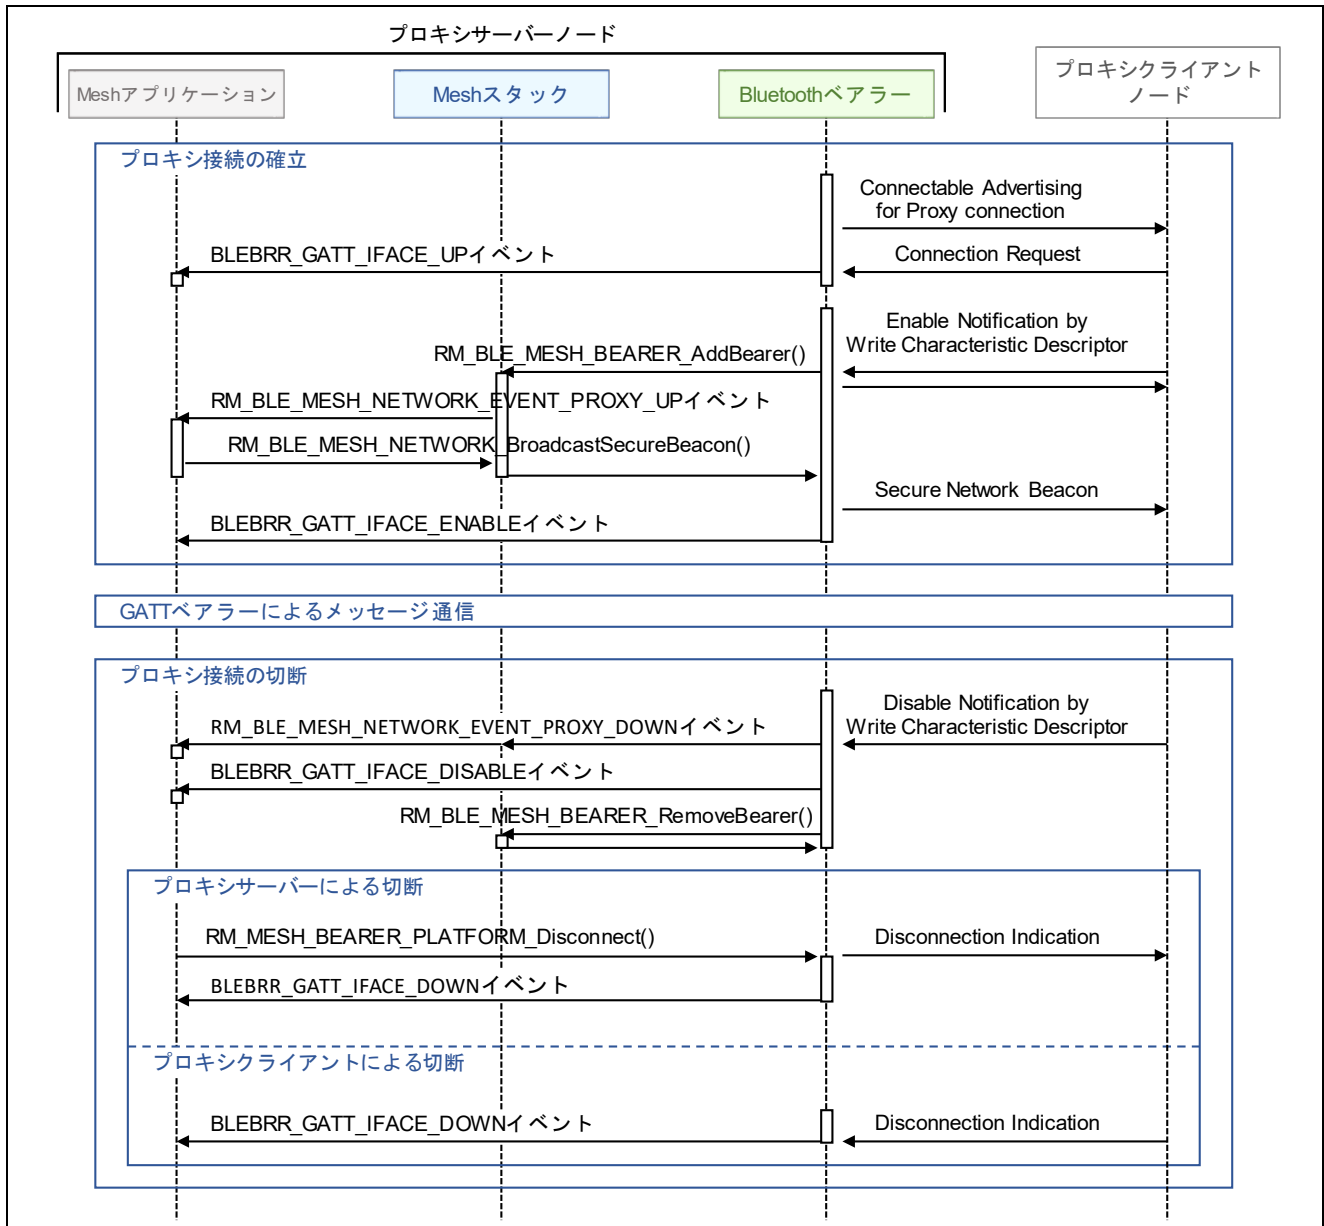 プロキシサーバーノード
Meshアプリケーション
Meshスタック
Bluetoothベアラー
プロキシクライアント
ノード
プロキシ接続の確立
Connectable Advertising
for Proxy connection
BLEBRR_GATT_IFACE_UPイベント
Connection Request
Enable Notification by
Write Characteristic Descriptor
RM_BLE_MESH_BEARER_AddBearer()
RM_BLE_MESH_NETWORK_EVENT_PROXY_UPイベント
RM_BLE_MESH_NETWORK_BroadcastSecureBeacon()
Secure Network Beacon
BLEBRR_GATT_IFACE_ENABLEイベント
GATTベアラーによるメッセージ通信
プロキシ接続の切断
Disable Notification by
Write Characteristic Descriptor
RM_BLE_MESH_NETWORK_EVENT_PROXY_DOWNイベント
BLEBRR_GATT_IFACE_DISABLEイベント
RM_BLE_MESH_BEARER_RemoveBearer()
プロキシサーバーによる切断
RM_MESH_BEARER_PLATFORM_Disconnect()
Disconnection Indication
BLEBRR_GATT_IFACE_DOWNイベント
プロキシクライアントによる切断
BLEBRR_GATT_IFACE_DOWNイベント
Disconnection Indication